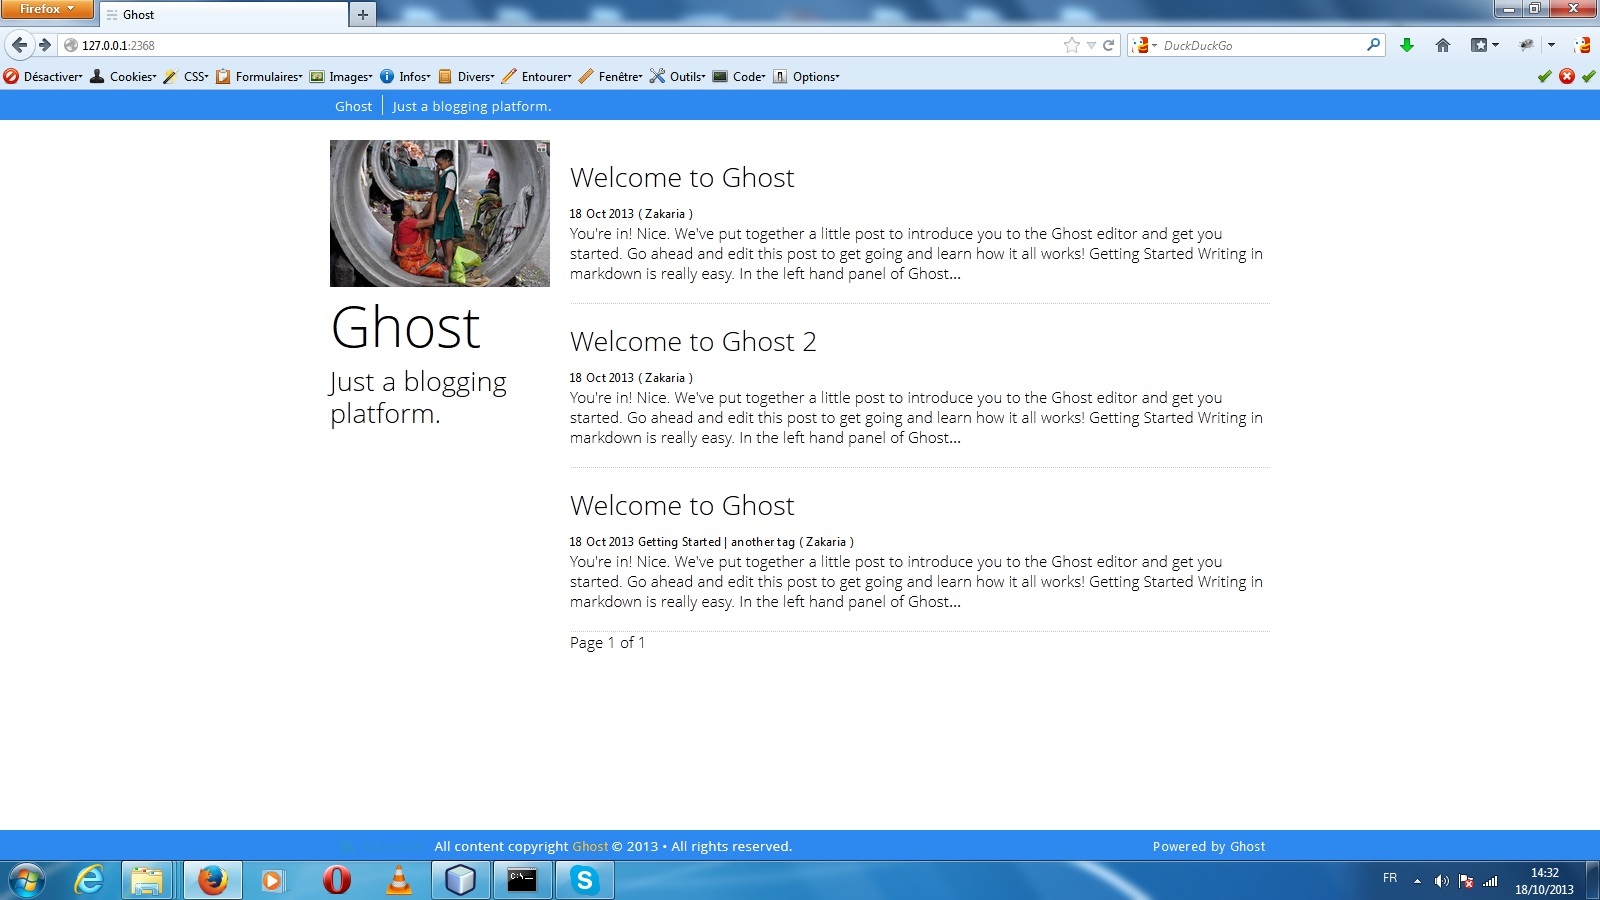 Firefox
Ghost
127.0.0.1:2368
DuckDuckGo
Désactiver Cookies CSS Formulaires Images Infos Divers Entourer Fenêtre Outils Code Options
Ghost | Just a blogging platform.
Ghost
Just a blogging
platform.
Welcome to Ghost
18 Oct 2013 ( Zakaria )
You're in! Nice. We've put together a little post to introduce you to the Ghost editor and get you
started. Go ahead and edit this post to get going and learn how it all works! Getting Started Writing in
markdown is really easy. In the left hand panel of Ghost...
Welcome to Ghost 2
18 Oct 2013 ( Zakaria )
You're in! Nice. We've put together a little post to introduce you to the Ghost editor and get you
started. Go ahead and edit this post to get going and learn how it all works! Getting Started Writing in
markdown is really easy. In the left hand panel of Ghost...
Welcome to Ghost
18 Oct 2013 Getting Started | another tag ( Zakaria )
You're in! Nice. We've put together a little post to introduce you to the Ghost editor and get you
started. Go ahead and edit this post to get going and learn how it all works! Getting Started Writing in
markdown is really easy. In the left hand panel of Ghost...
Page 1 of 1
All content copyright Ghost © 2013 • All rights reserved.
Powered by Ghost
FR
14:32
18/10/2013